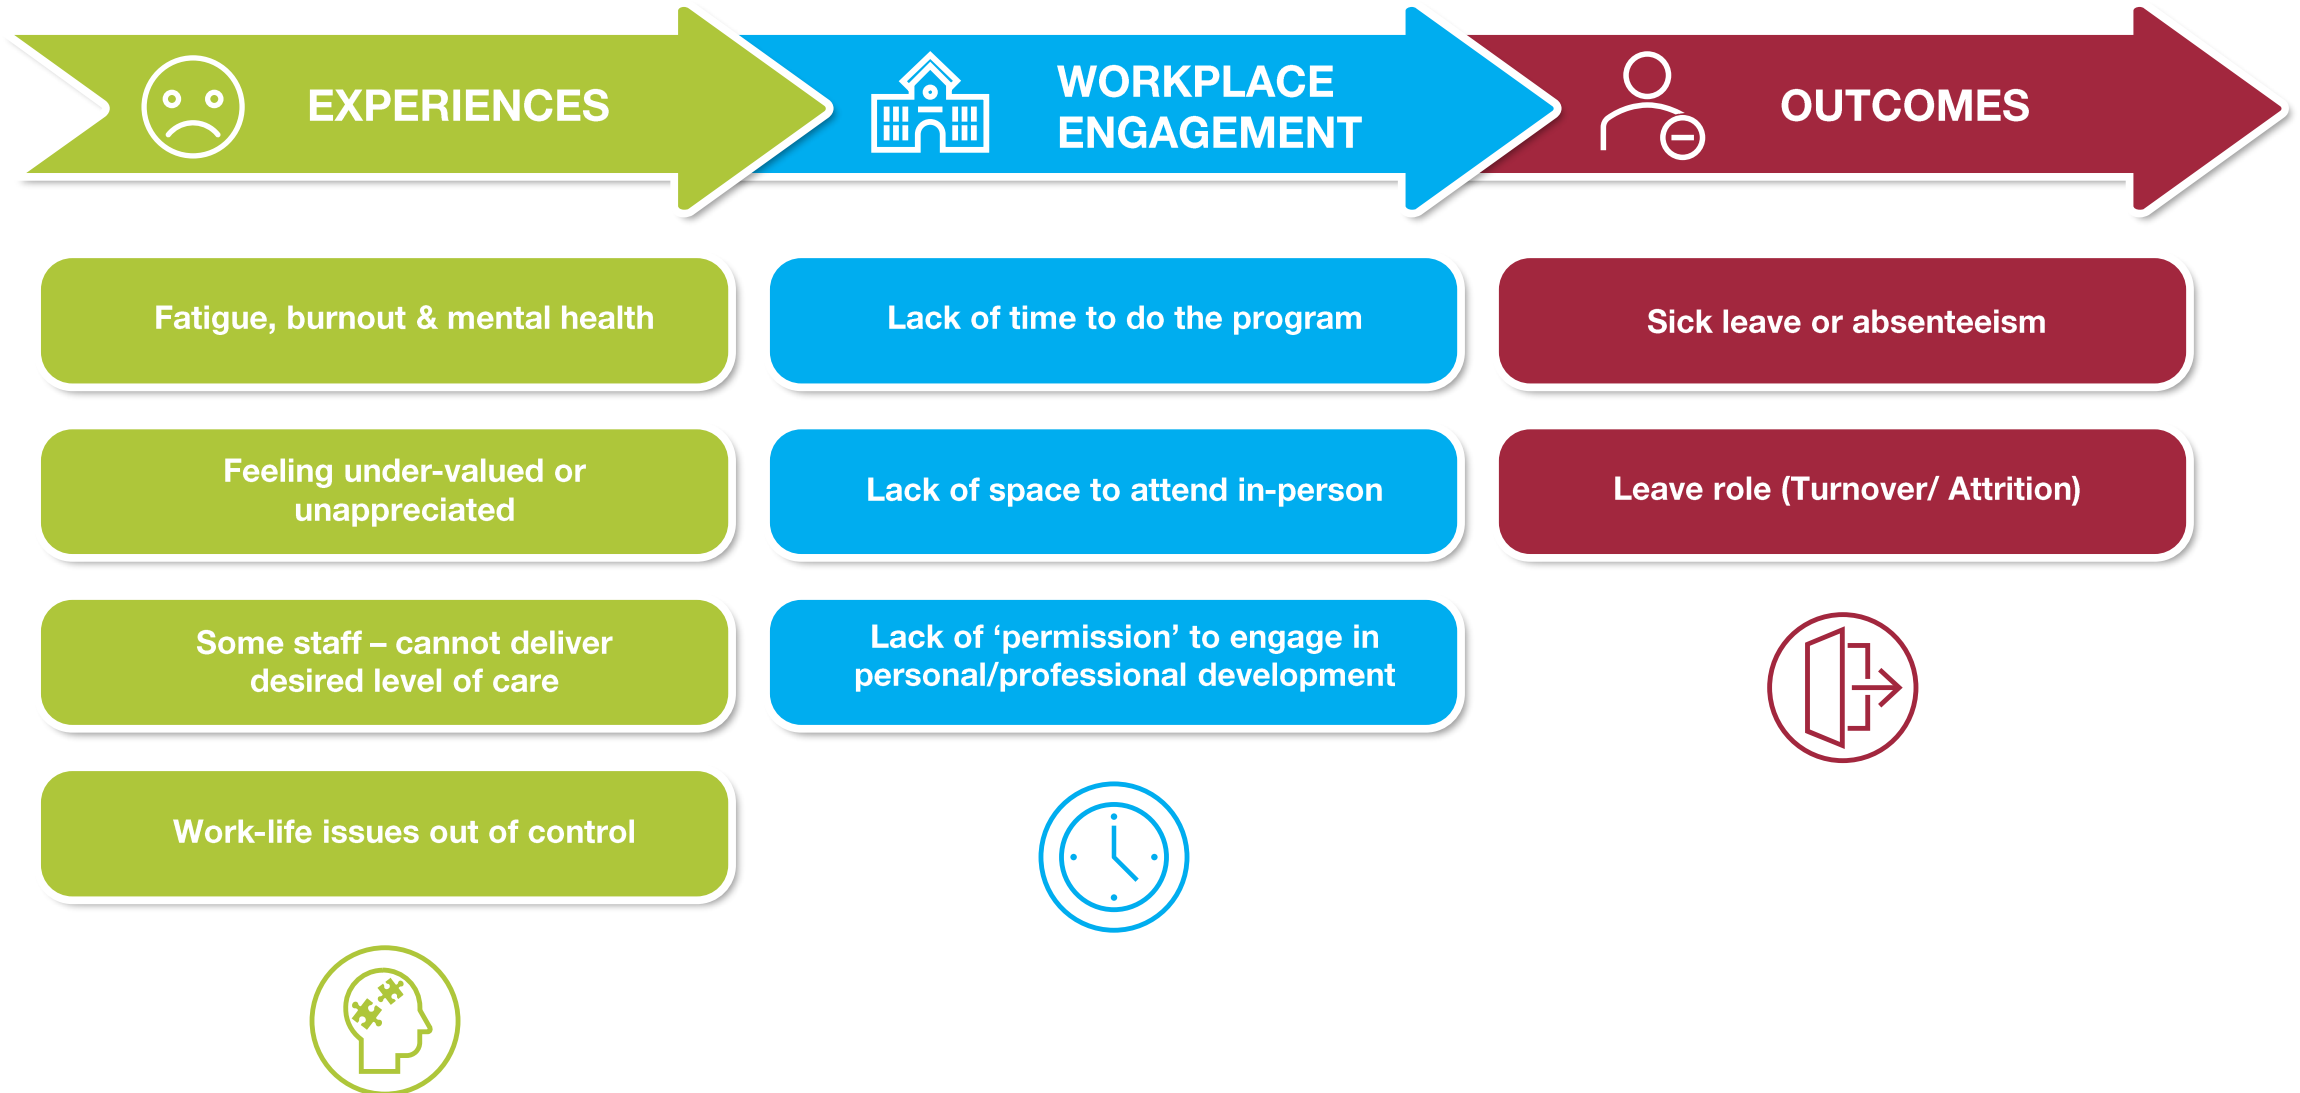 EXPERIENCES
WORKPLACE
ENGAGEMENT
OUTCOMES
Fatigue, burnout & mental health
Feeling under-valued or
unappreciated
Some staff – cannot deliver
desired level of care
Work-life issues out of control
Lack of time to do the program
Lack of space to attend in-person
Lack of ‘permission’ to engage in
personal/professional development
Sick leave or absenteeism
Leave role (Turnover/ Attrition)